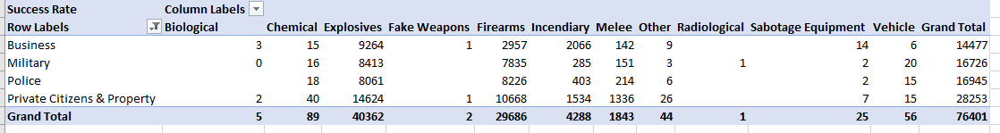 Success Rate Column Labels
Row Labels Biological Chemical Explosives Fake Weapons Firearms Incendiary Melee Other Radiological Sabotage Equipment Vehicle Grand Total
Business 3 15 9264 1 2957 2066 142 9 14 6 14477
Military 0 16 8413 7835 285 151 3 1 2 20 16726
Police 18 8061 8226 403 214 6 2 15 16945
Private Citizens & Property 2 40 14624 1 10668 1534 1336 26 7 15 28253
Grand Total 5 89 40362 2 29686 4288 1843 44 1 25 56 76401